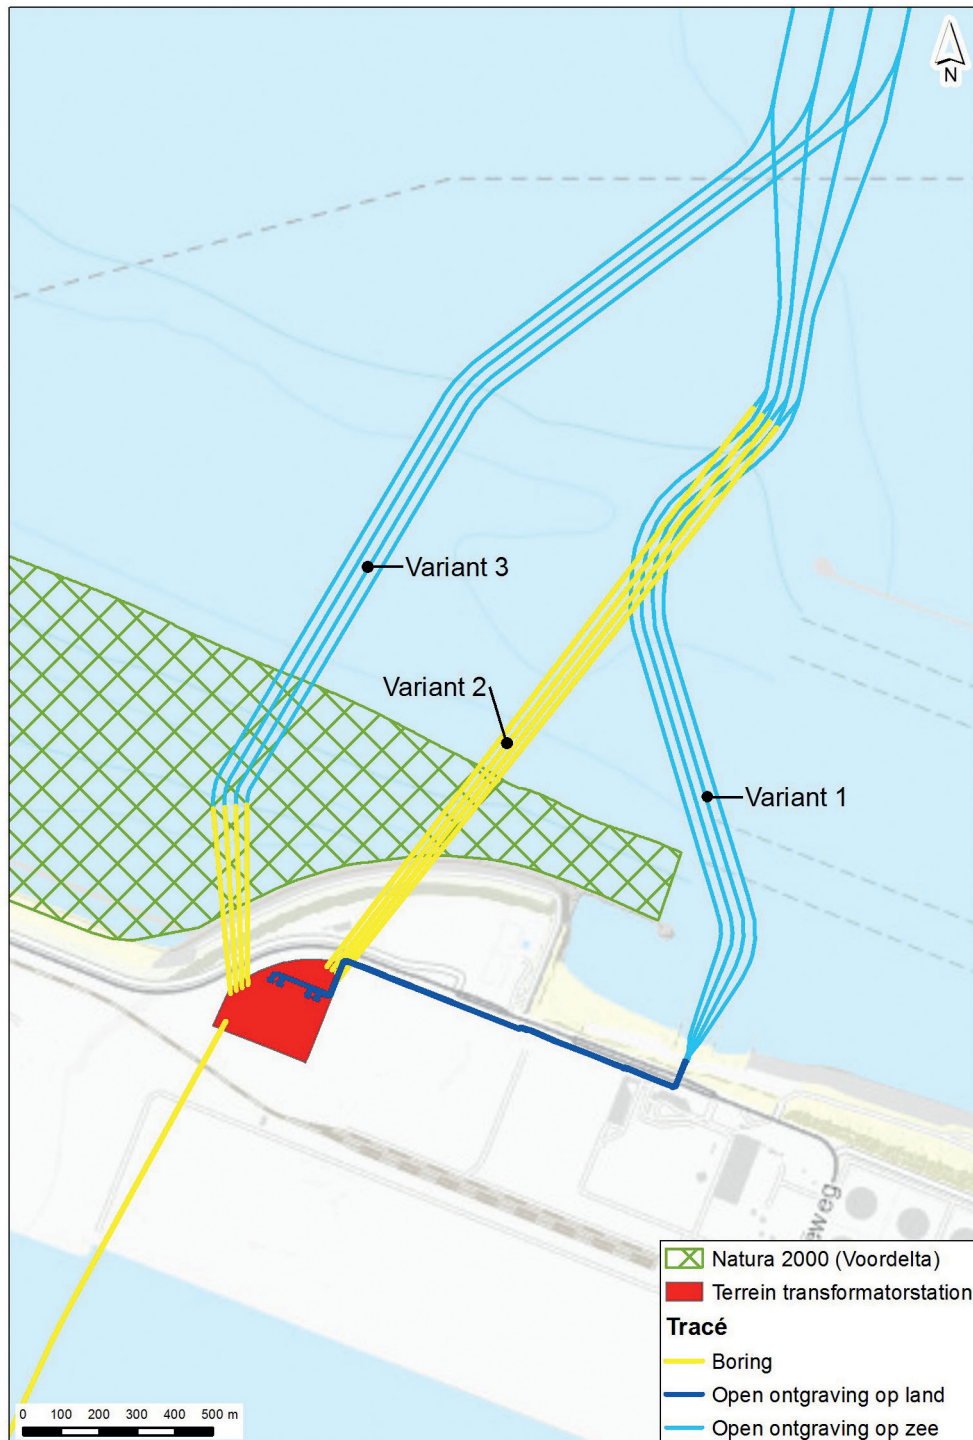 N
Variant 3
Variant 2
Variant 1
eweg
Natura 2000 (Voordelta)
Terrein transformatorstation
Tracé
Boring
Open ontgraving op land
Open ontgraving op zee
0 100 200 300 400 500 m